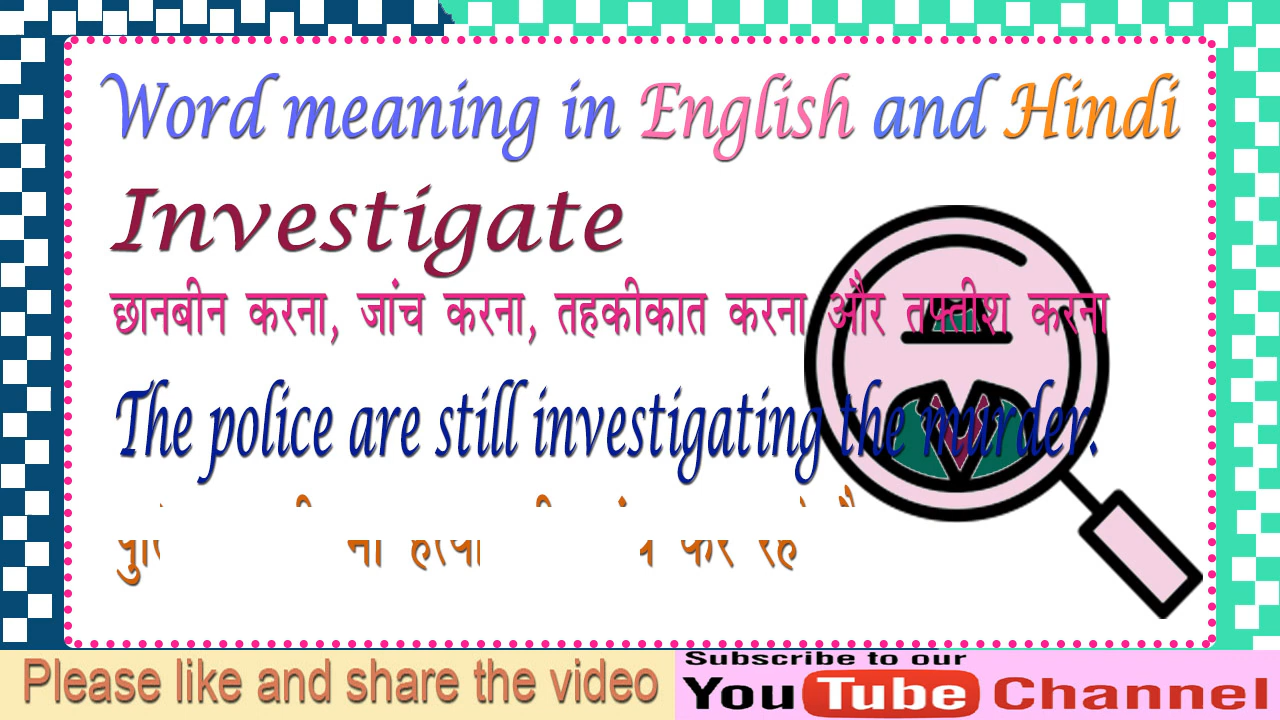 Word meaning in English and Hindi
Investigate
छानबीन करना, जांच करना, तहकीकात करना और तफ्तीश करना
The police are still investigating the murder.
Please like and share the video
Subscribe to our
YouTube Channel